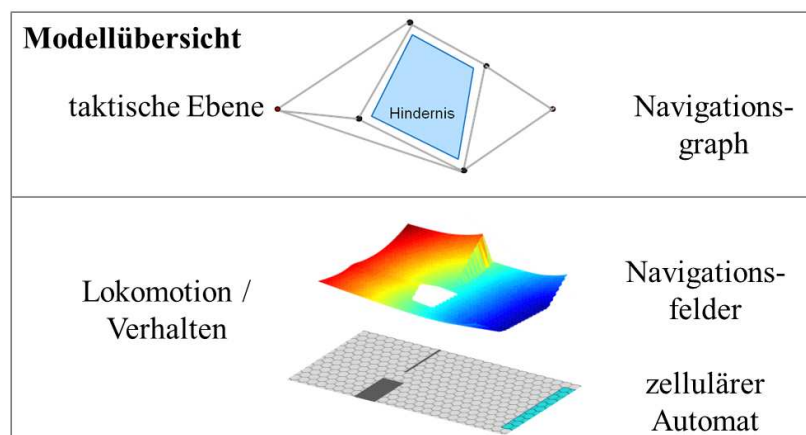 Modellübersicht
taktische Ebene
Hindernis
Navigations-
graph
Lokomotion /
Verhalten
Navigations-
felder
zellulärer
Automat